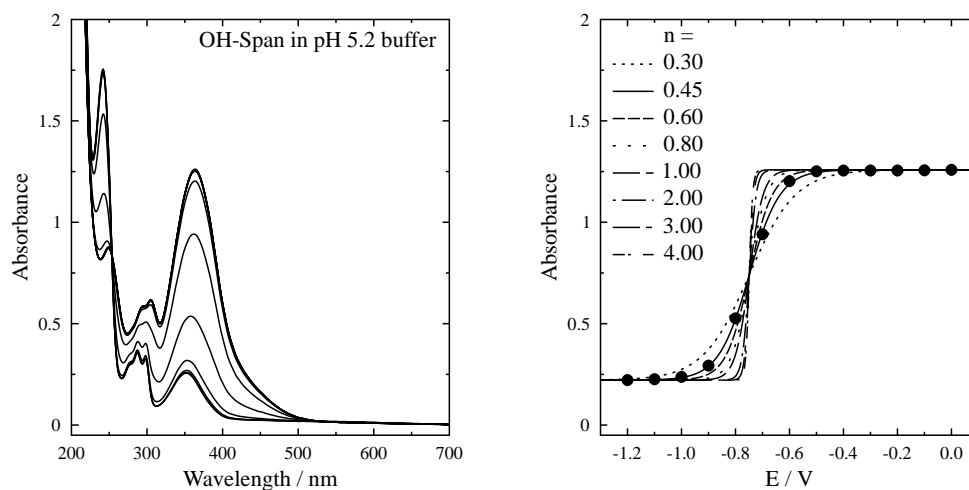 OH-Span in pH 5.2 buffer
2
1.5
1
0.5
0
Absorbance
200 300 400 500 600 700
Wavelength / nm
n =
0.30
0.45
0.60
0.80
1.00
2.00
3.00
4.00
2
1.5
1
0.5
0
Absorbance
-1.2 -1.0 -0.8 -0.6 -0.4 -0.2 0.0
E / V